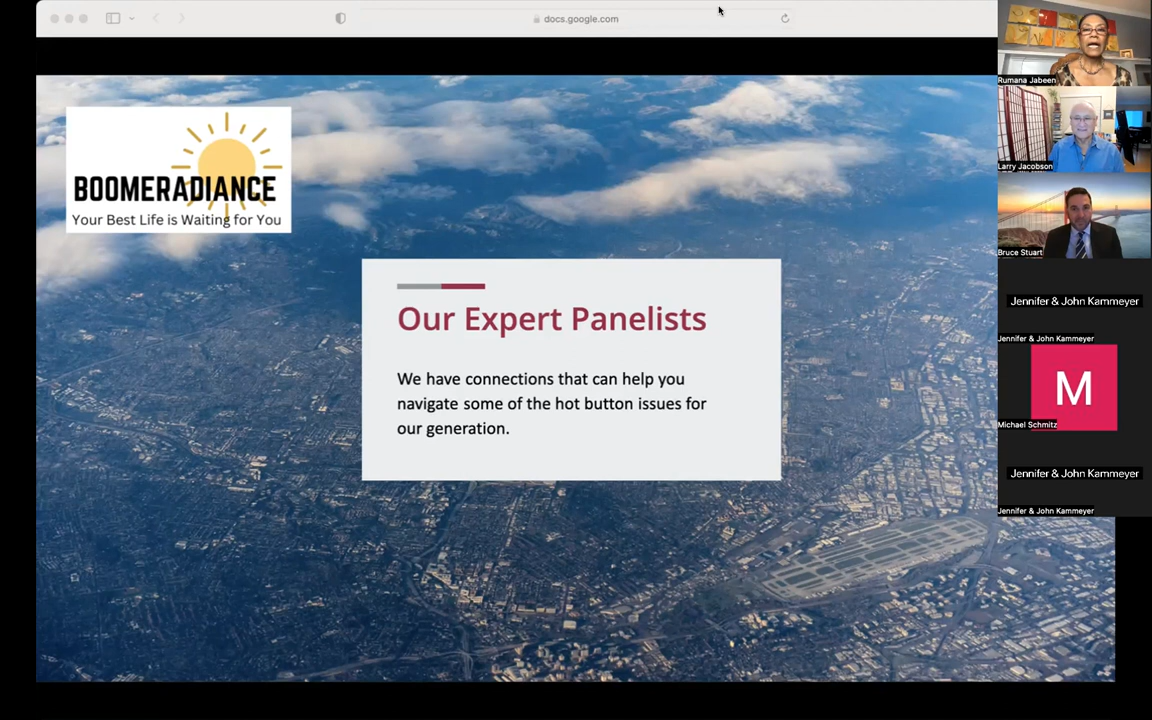 docs.google.com
BOOMERADIANCE
Your Best Life is Waiting for You
Our Expert Panelists
We have connections that can help you
navigate some of the hot button issues for
our generation.
Rumana Jabeen
Larry Jacobson
Bruce Stuart
Jennifer & John Kammeyer
Jennifer & John Kammeyer
M
Michael Schmitz
Jennifer & John Kammeyer
Jennifer & John Kammeyer